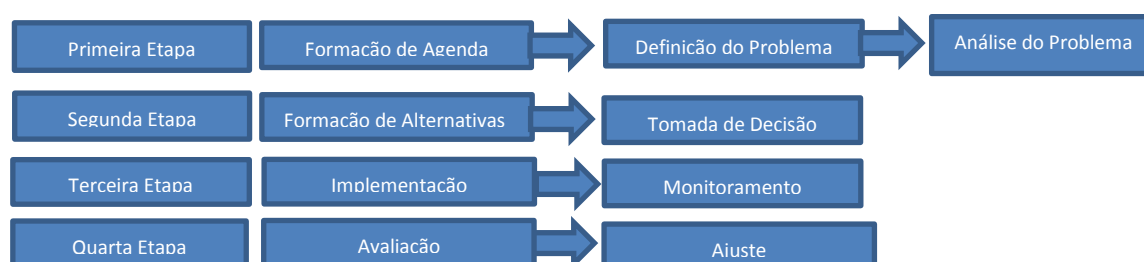 Primeira Etapa Formação de Agenda Definição do Problema Análise do Problema
Segunda Etapa Formação de Alternativas Tomada de Decisão
Terceira Etapa Implementação Monitoramento
Quarta Etapa Avaliação Ajuste